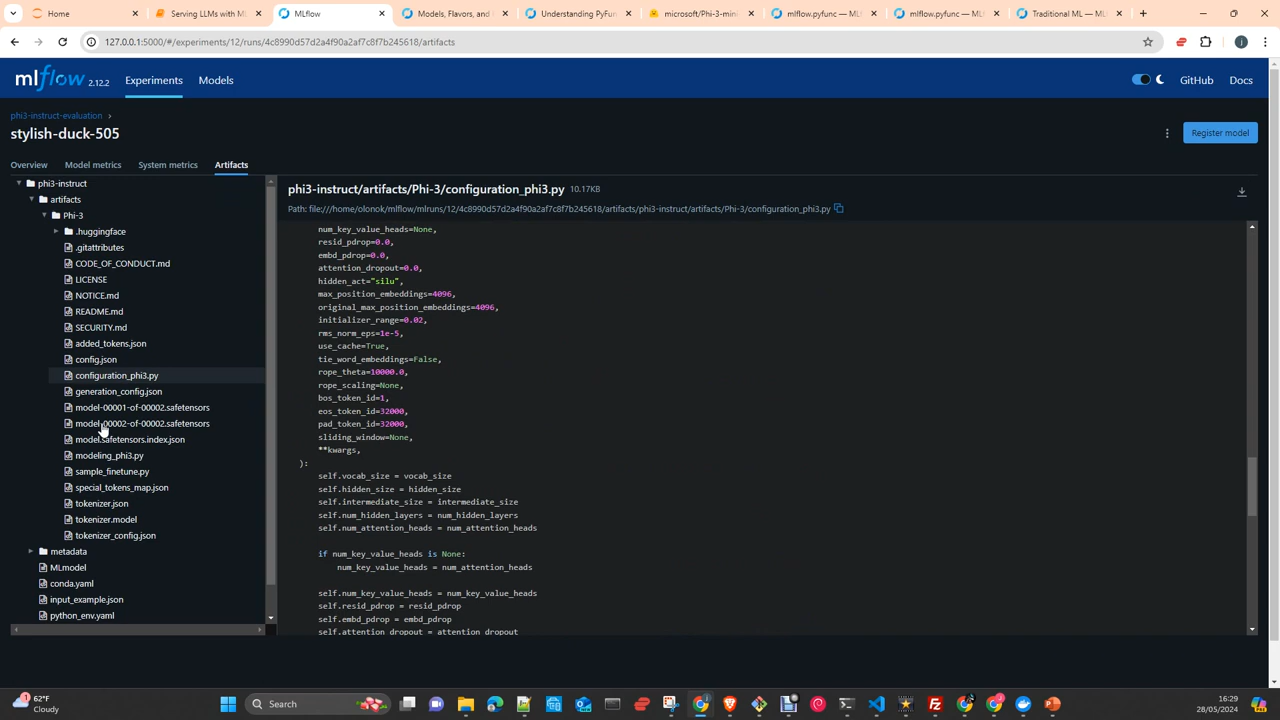 Home
Serving LLMs with ML
MLflow
Models, Flavors, and
Understanding PyFun
microsoft/Phi-3-mini
mlflow.pyfunc — ML
mlflow.pyfunc — ML
Traditional ML — ML
127.0.0.1:5000/#/experiments/12/runs/4c8990d57d2a4f90a2af7c8f7b245618/artifacts
mlflow 2.12.2
Experiments
Models
GitHub
Docs
phi3-instruct-evaluation
stylish-duck-505
Register model
Overview
Model metrics
System metrics
Artifacts
phi3-instruct
artifacts
Phi-3
.huggingface
.gitattributes
CODE_OF_CONDUCT.md
LICENSE
NOTICE.md
README.md
SECURITY.md
added_tokens.json
config.json
configuration_phi3.py
generation_config.json
model-00001-of-00002.safetensors
model-00002-of-00002.safetensors
model.safetensors.index.json
modeling_phi3.py
sample_finetune.py
special_tokens_map.json
tokenizer.json
tokenizer.model
tokenizer_config.json
metadata
MLmodel
conda.yaml
input_example.json
python_env.yaml
phi3-instruct/artifacts/Phi-3/configuration_phi3.py 10.17KB
Path: file:///home/olonok/mlflow/mlruns/12/4c8990d57d2a4f90a2af7c8f7b245618/artifacts/phi3-instruct/artifacts/Phi-3/configuration_phi3.py
num_key_value_heads=None,
resid_pdrop=0.0,
embd_pdrop=0.0,
attention_dropout=0.0,
hidden_act="silu",
max_position_embeddings=4096,
original_max_position_embeddings=4096,
initializer_range=0.02,
rms_norm_eps=1e-5,
use_cache=True,
tie_word_embeddings=False,
rope_theta=10000.0,
rope_scaling=None,
bos_token_id=1,
eos_token_id=32000,
pad_token_id=32000,
sliding_window=None,
**kwargs,
):
self.vocab_size = vocab_size
self.hidden_size = hidden_size
self.intermediate_size = intermediate_size
self.num_hidden_layers = num_hidden_layers
self.num_attention_heads = num_attention_heads
if num_key_value_heads is None:
num_key_value_heads = num_attention_heads
self.num_key_value_heads = num_key_value_heads
self.resid_pdrop = resid_pdrop
self.embd_pdrop = embd_pdrop
self.attention_dropout = attention_dropout
1
62°F
Cloudy
Search
16:29
28/05/2024